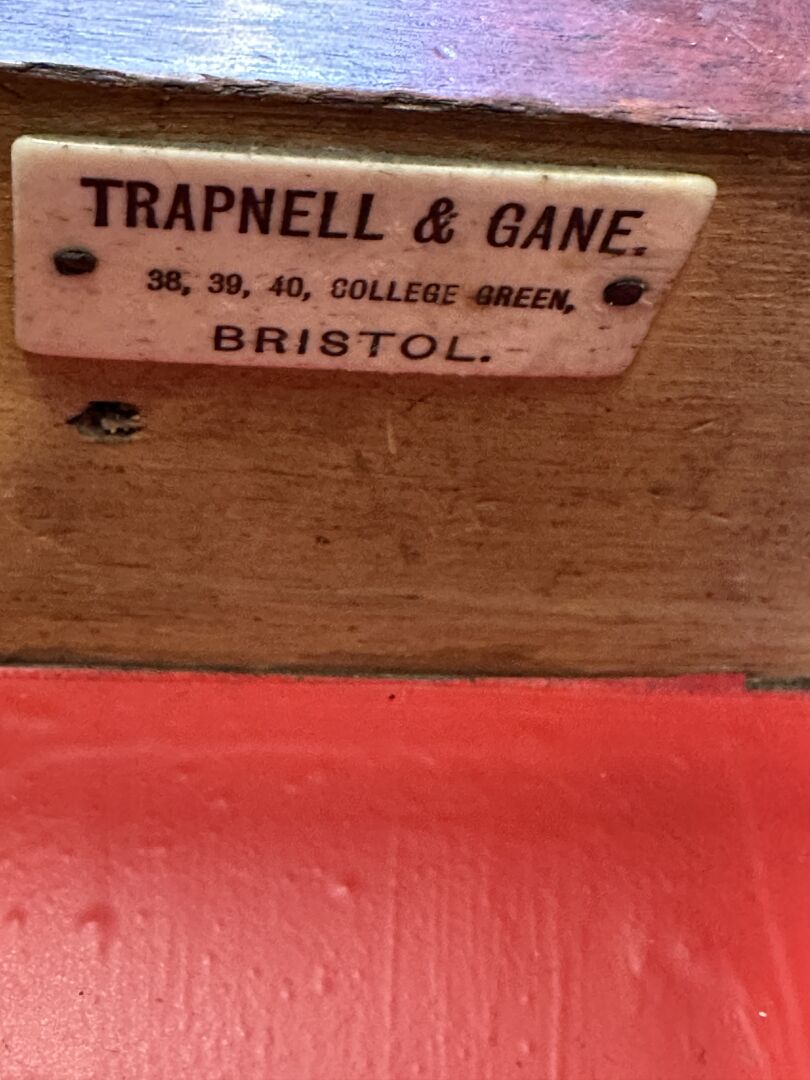 TRAPNELL & GANE.
38, 39, 40, COLLEGE GREEN,
BRISTOL.